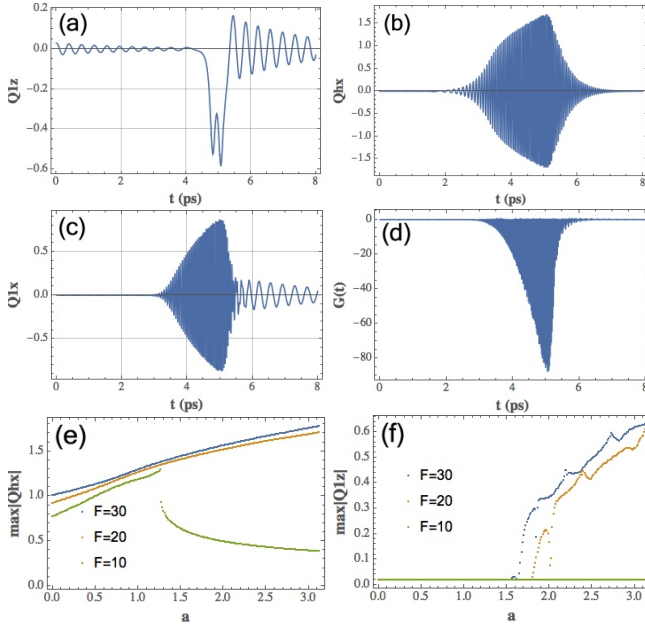 (a)
0.2
0.0
-0.2
-0.4
-0.6
Q1z
0 2 4 6 8
t (ps)
(b)
1.5
1.0
0.5
0.0
-0.5
-1.0
-1.5
Qhx
0 2 4 6 8
t (ps)
(c)
0.5
0.0
-0.5
Q1x
0 2 4 6 8
t (ps)
(d)
0
-20
-40
-60
-80
G(t)
0 2 4 6 8
t (ps)
(e)
1.5
1.0
0.5
0.0
max|Qhx|
F=30
F=20
F=10
0.0 0.5 1.0 1.5 2.0 2.5 3.0
a
(f)
0.6
0.5
0.4
0.3
0.2
0.1
0.0
max|Q1z|
F=30
F=20
F=10
0.0 0.5 1.0 1.5 2.0 2.5 3.0
a